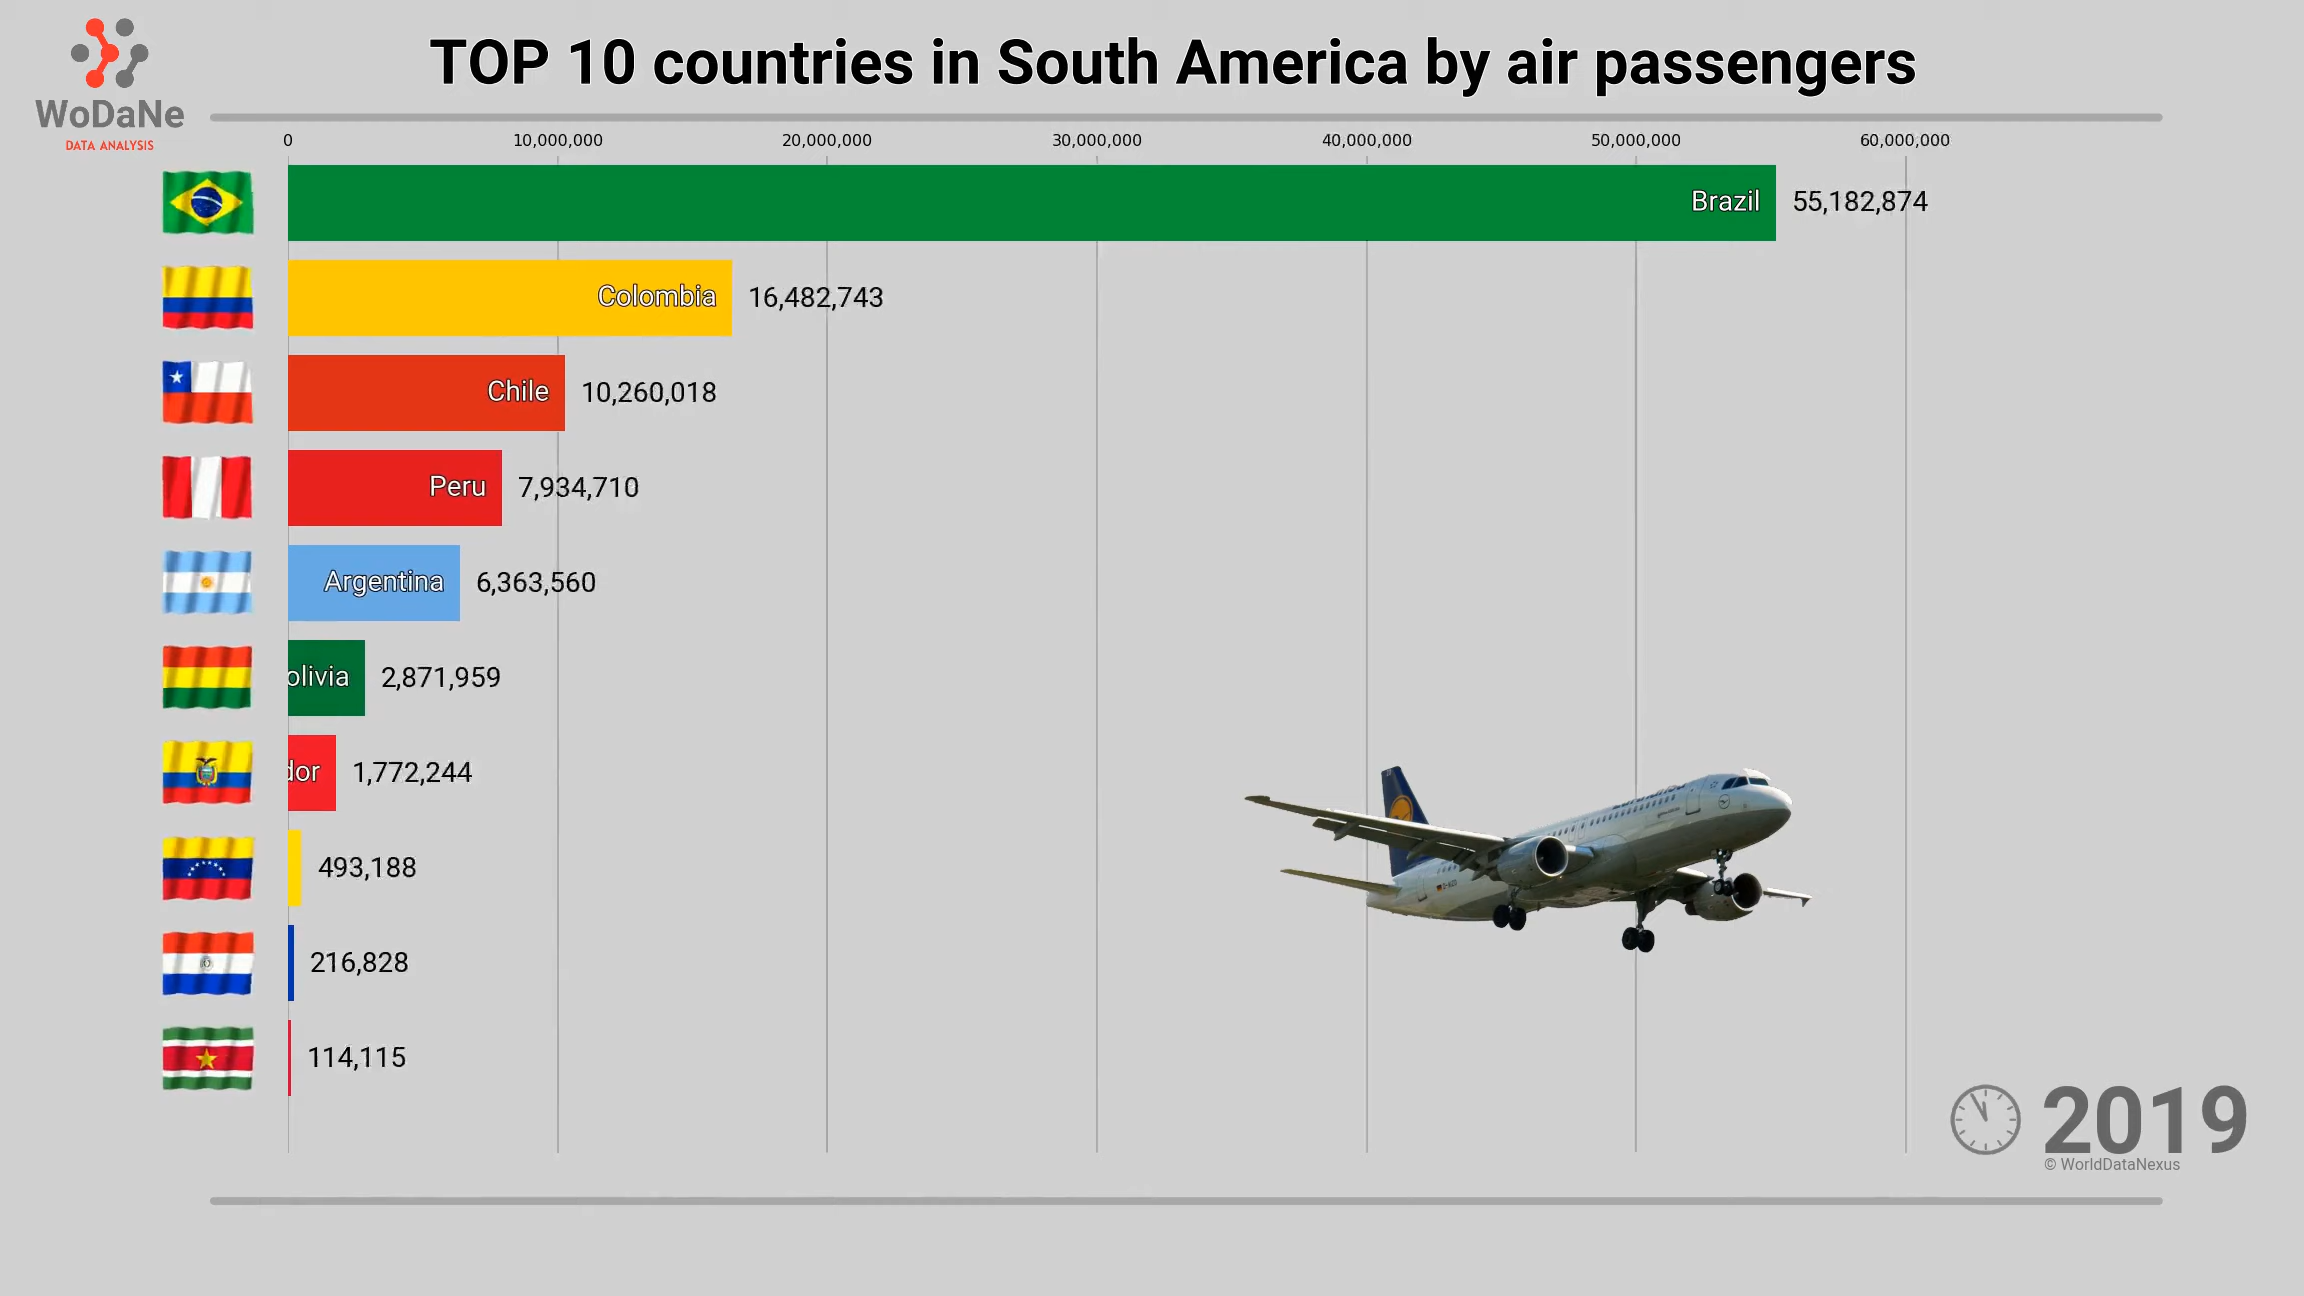 TOP 10 countries in South America by air passengers
WoDaNe
DATA ANALYSIS
0 10,000,000 20,000,000 30,000,000 40,000,000 50,000,000 60,000,000
Brazil 55,182,874
Colombia 16,482,743
Chile 10,260,018
Peru 7,934,710
Argentina 6,363,560
olivia 2,871,959
dor 1,772,244
493,188
216,828
114,115
2019
© WorldDataNexus